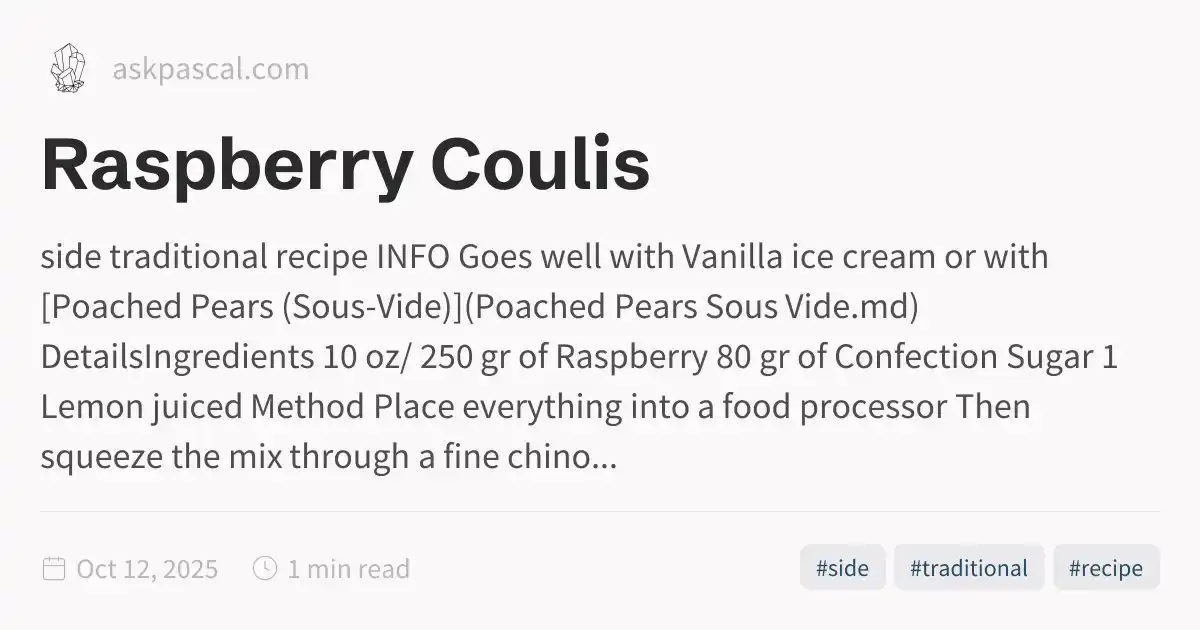 askpascal.com
Raspberry Coulis
side traditional recipe INFO Goes well with Vanilla ice cream or with
[Poached Pears (Sous-Vide)](Poached Pears Sous Vide.md)
DetailsIngredients 10 oz/ 250 gr of Raspberry 80 gr of Confection Sugar 1
Lemon juiced Method Place everything into a food processor Then
squeeze the mix through a fine chino...
Oct 12, 2025 1 min read #side #traditional #recipe